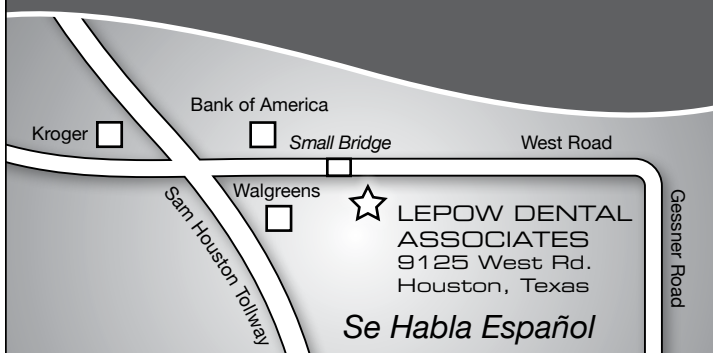 Bank of America
Kroger
Small Bridge
West Road
Walgreens
Sam Houston Tollway
Gessner Road
LEPOW DENTAL
ASSOCIATES
9125 West Rd.
Houston, Texas
Se Habla Español